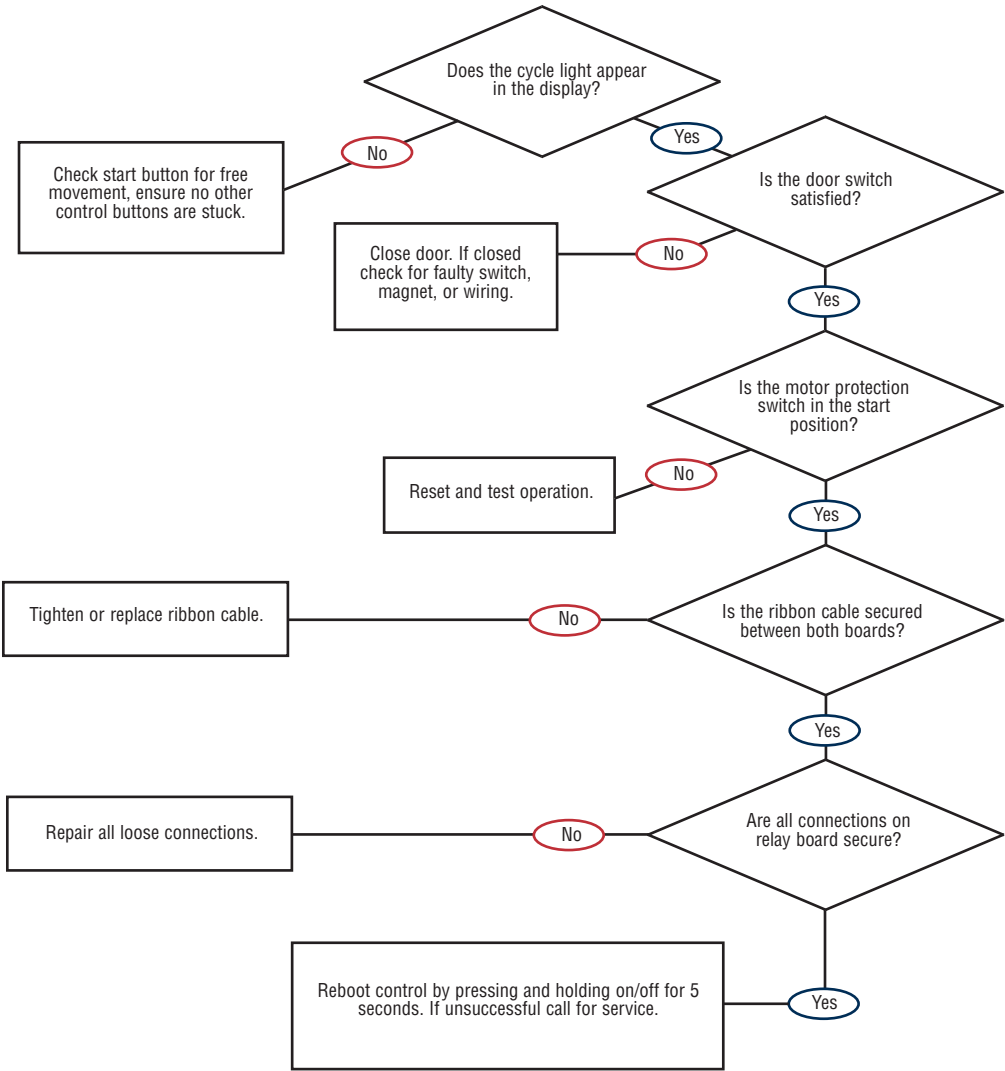 Does the cycle light appear
in the display?
No
Yes
Check start button for free
movement, ensure no other
control buttons are stuck.
Is the door switch
satisfied?
No
Close door. If closed
check for faulty switch,
magnet, or wiring.
Yes
Is the motor protection
switch in the start
position?
No
Reset and test operation.
Yes
Is the ribbon cable secured
between both boards?
No
Tighten or replace ribbon cable.
Yes
Are all connections on
relay board secure?
No
Repair all loose connections.
Yes
Reboot control by pressing and holding on/off for 5
seconds. If unsuccessful call for service.